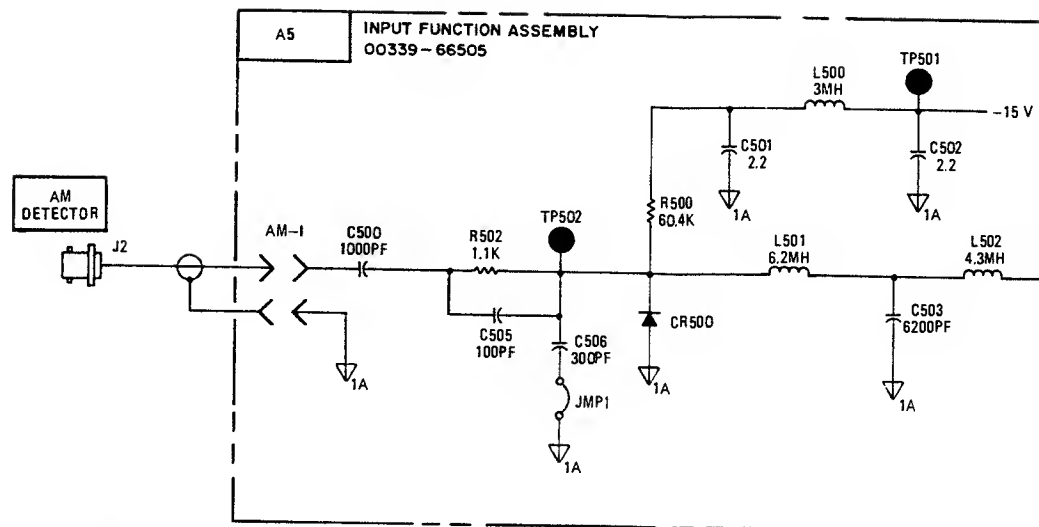 A5
INPUT FUNCTION ASSEMBLY
00339-66505
TP501
L500
3MH
-15 V
C501
2.2
C502
2.2
1A
1A
AM
DETECTOR
J2
AM-1
C500
1000PF
R502
1.1K
TP502
R500
60.4K
L501
6.2MH
L502
4.3MH
C505
100PF
C506
300PF
CR500
C503
6200PF
1A
JMP1
1A
1A
1A